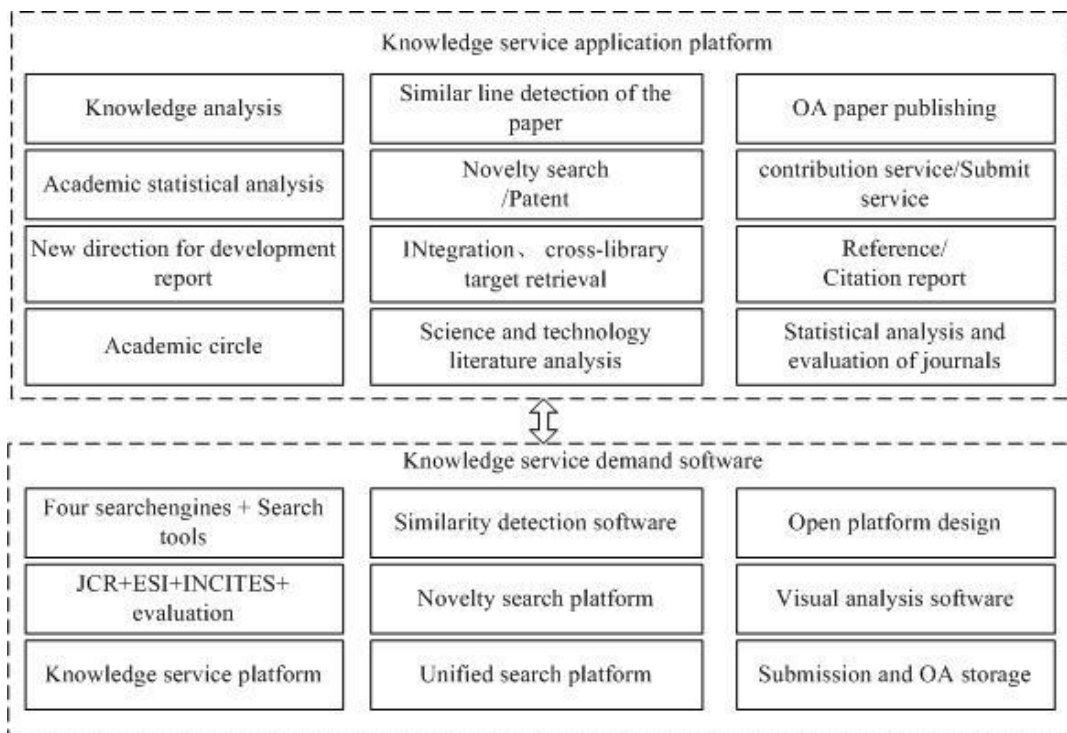 Knowledge service application platform
Knowledge analysis
Similar line detection of the
paper
OA paper publishing
Academic statistical analysis
Novelty search
/Patent
contribution service/Submit
service
New direction for development
report
INtegration、 cross-library
target retrieval
Reference/
Citation report
Academic circle
Science and technology
literature analysis
Statistical analysis and
evaluation of journals
Knowledge service demand software
Four searchengines + Search
tools
Similarity detection software
Open platform design
JCR+ESI+INCITES+
evaluation
Novelty search platform
Visual analysis software
Knowledge service platform
Unified search platform
Submission and OA storage